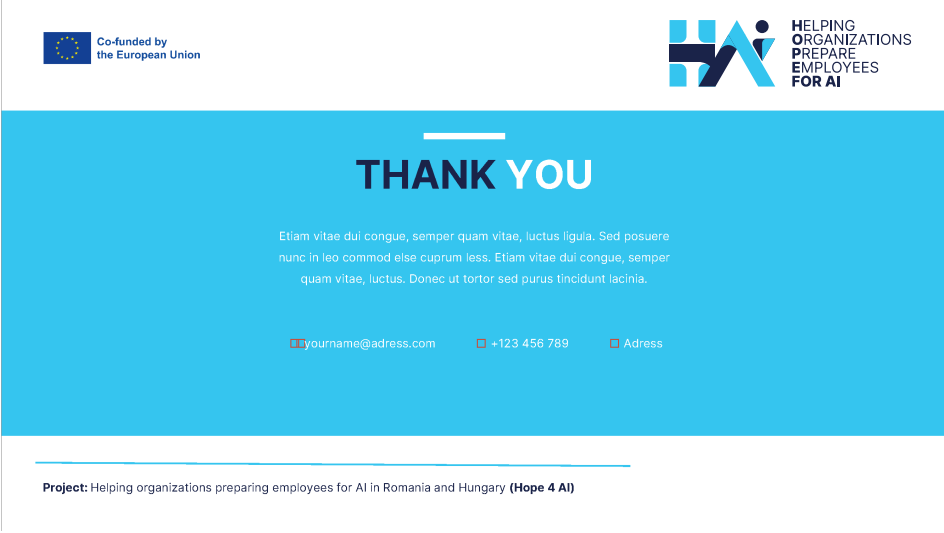 Co-funded by
the European Union
HELPING
ORGANIZATIONS
PREPARE
EMPLOYEES
FOR AI
THANK YOU
Etiam vitae dui congue, semper quam vitae, luctus ligula. Sed posuere
nunc in leo commod else cuprum less. Etiam vitae dui congue, semper
quam vitae, luctus. Donec ut tortor sed purus tincidunt lacinia.
yourname@adress.com +123 456 789 Adress
Project: Helping organizations preparing employees for AI in Romania and Hungary (Hope 4 AI)